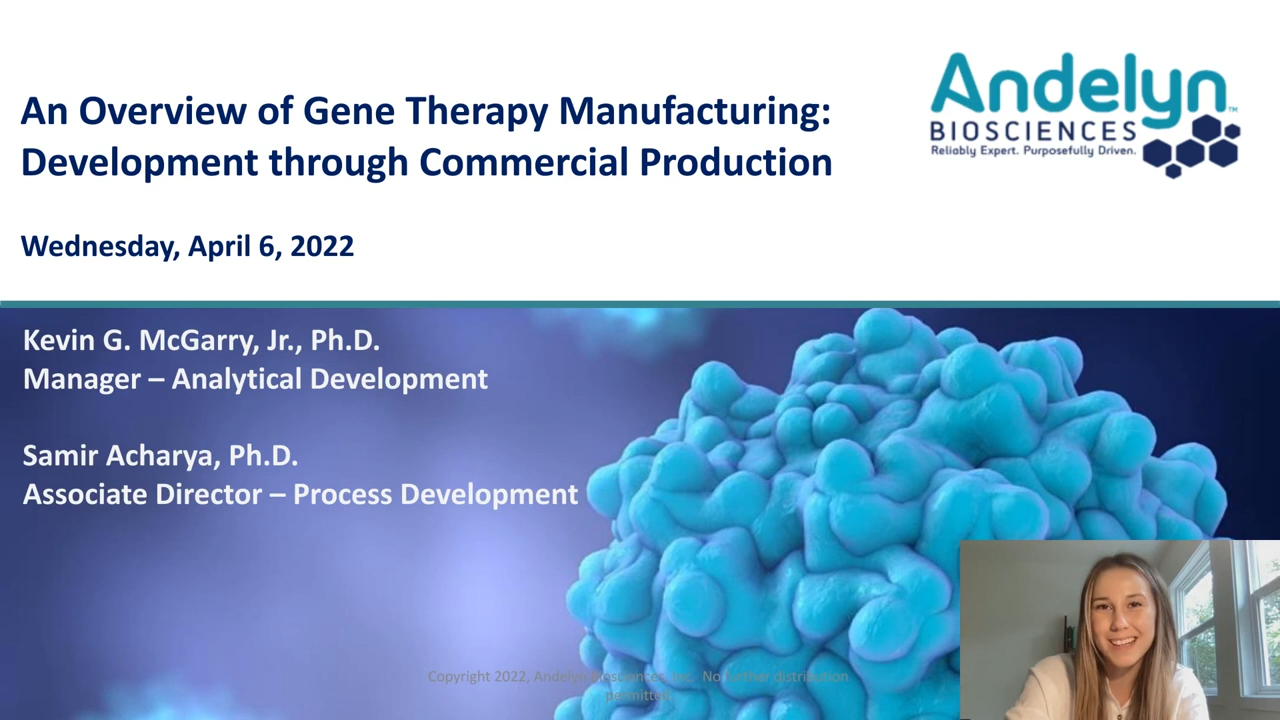 An Overview of Gene Therapy Manufacturing:
Development through Commercial Production
Wednesday, April 6, 2022
Andelyn™
BIOSCIENCES
Reliably Expert. Purposefully Driven.
Kevin G. McGarry, Jr., Ph.D.
Manager – Analytical Development
Samir Acharya, Ph.D.
Associate Director – Process Development
Copyright 2022, Andelyn Biosciences, Inc. No further distribution
permitted.